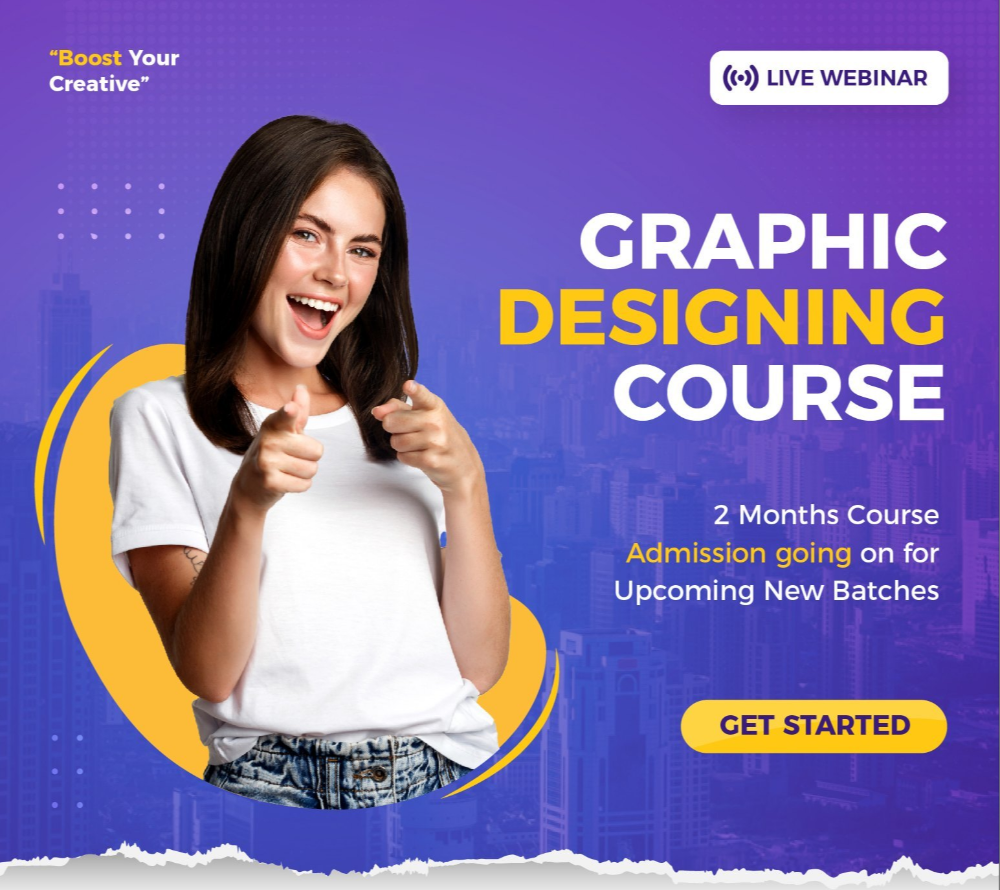 “Boost Your
Creative”
LIVE WEBINAR
GRAPHIC
DESIGNING
COURSE
2 Months Course
Admission going on for
Upcoming New Batches
GET STARTED